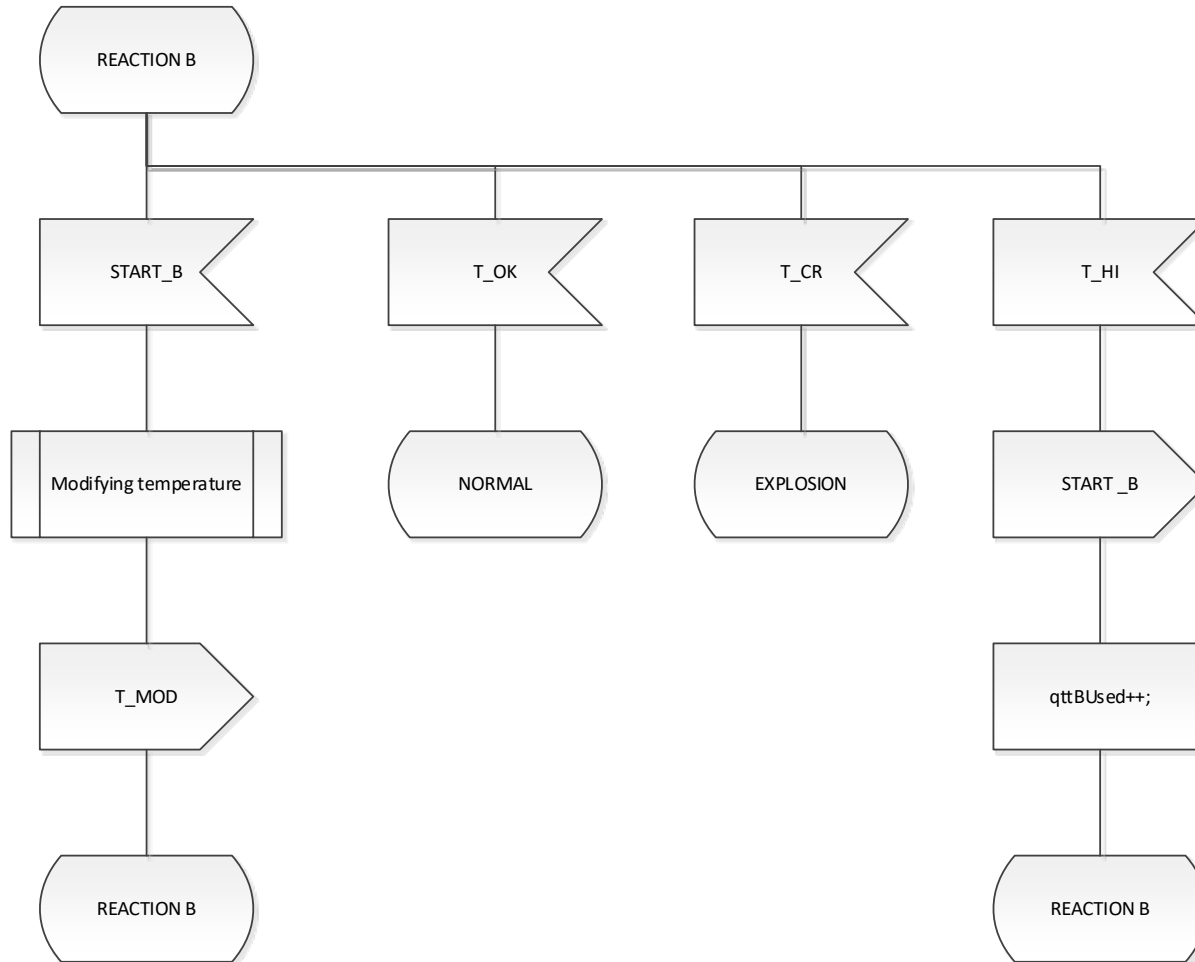 REACTION B
START_B
T_OK
T_CR
T_HI
Modifying temperature
NORMAL
EXPLOSION
START _B
T_MOD
qttBUsed++;
REACTION B
REACTION B